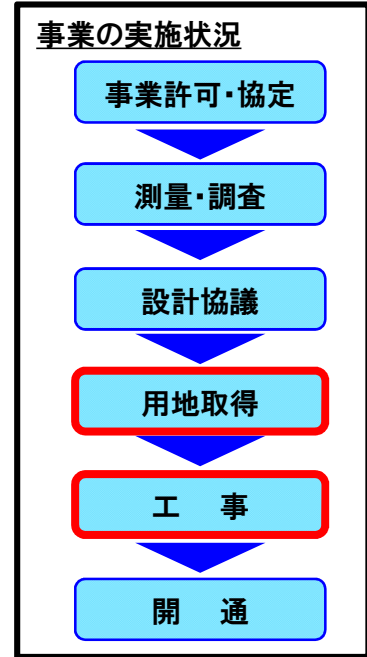 事業の実施状況
事業許可・協定
測量・調査
設計協議
用地取得
工　事
開　通